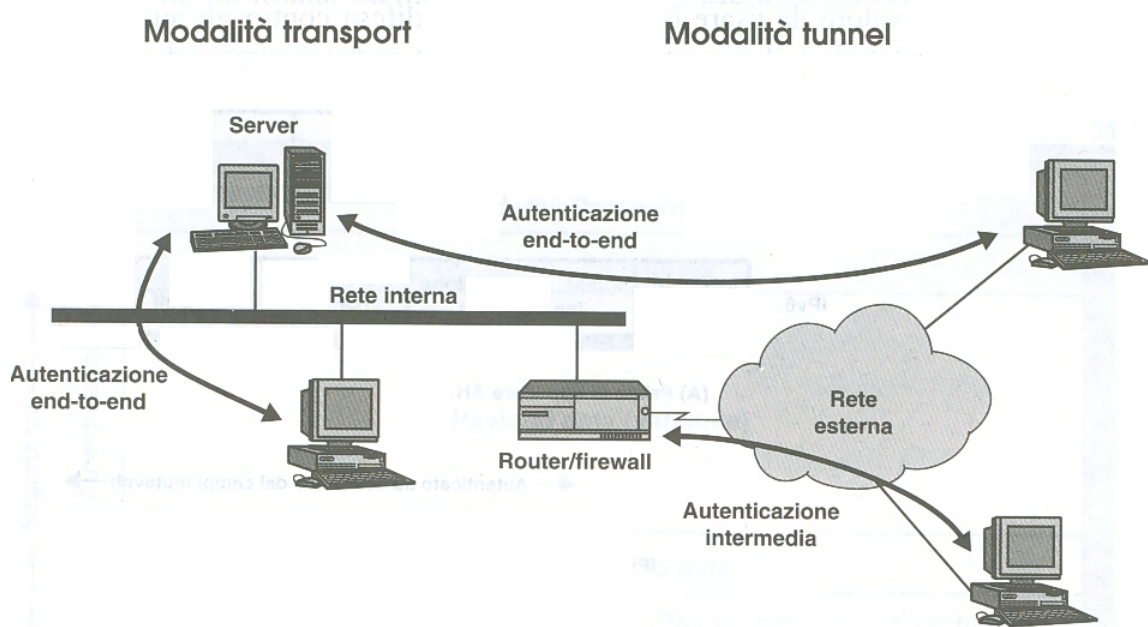 Modalità transport
Modalità tunnel
Server
Autenticazione
end-to-end
Rete interna
Autenticazione
end-to-end
Router/firewall
Rete
esterna
Autenticazione
intermedia